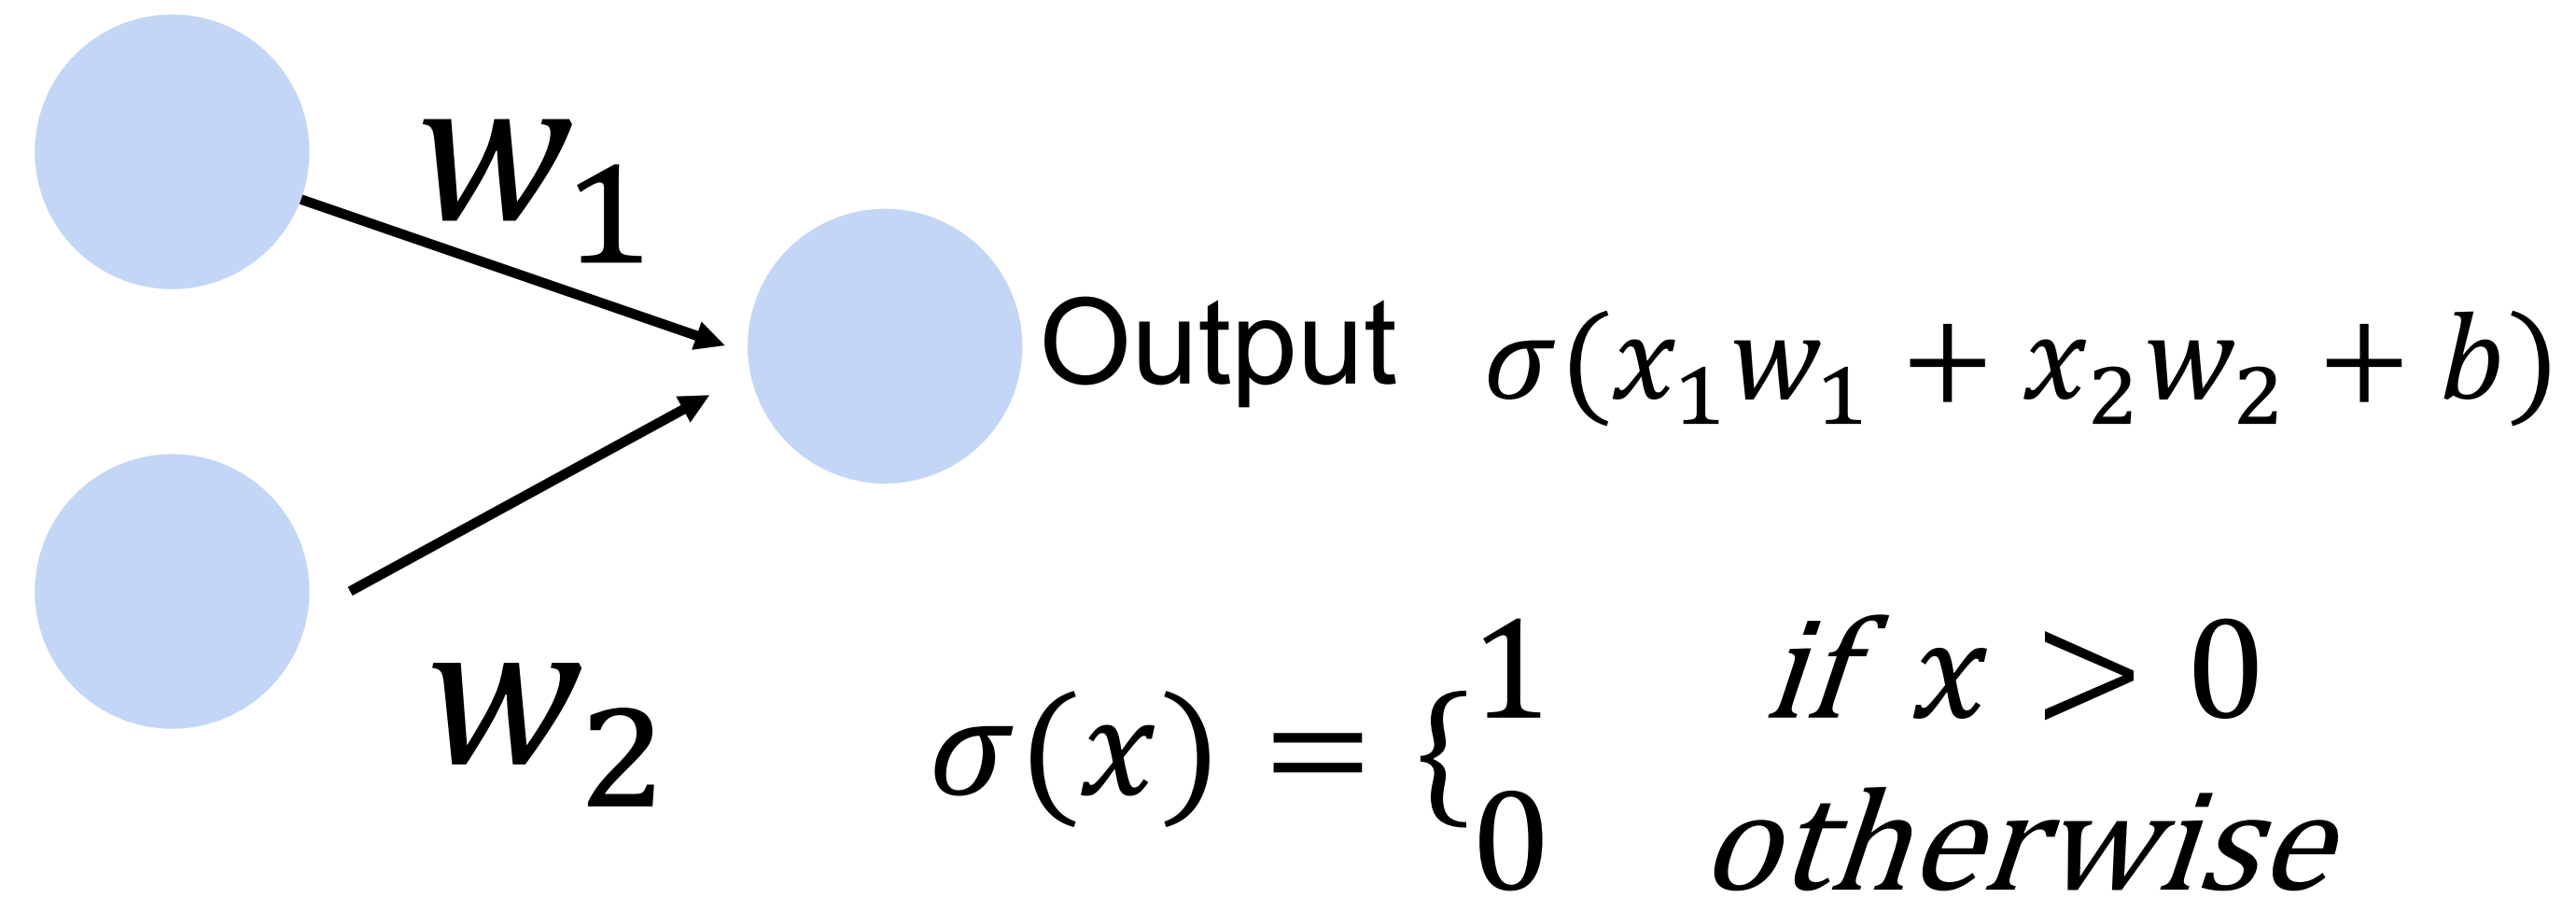 w₁
Output σ(x₁w₁ + x₂w₂ + b)
w₂
σ(x) = {1 if x > 0
0 otherwise